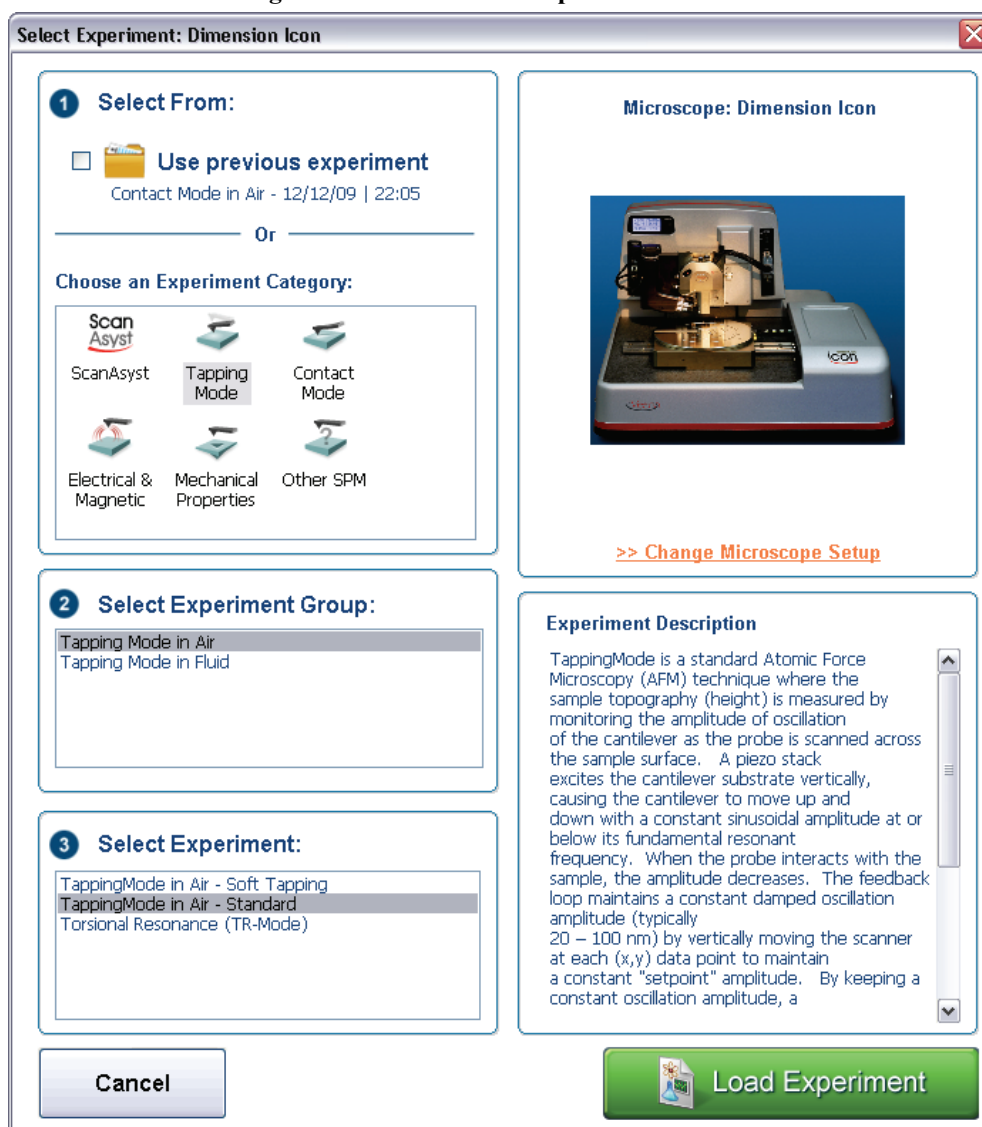 Select Experiment: Dimension Icon
1 Select From:
Use previous experiment
Contact Mode in Air - 12/12/09 | 22:05
Or
Choose an Experiment Category:
Scan
Asyst
ScanAsyst
Tapping
Mode
Contact
Mode
Electrical &
Magnetic
Mechanical
Properties
?
Other SPM
2 Select Experiment Group:
Tapping Mode in Air
Tapping Mode in Fluid
3 Select Experiment:
TappingMode in Air - Soft Tapping
TappingMode in Air - Standard
Torsional Resonance (TR-Mode)
Cancel
Microscope: Dimension Icon
Icon
>> Change Microscope Setup
Experiment Description
TappingMode is a standard Atomic Force
Microscopy (AFM) technique where the
sample topography (height) is measured by
monitoring the amplitude of oscillation
of the cantilever as the probe is scanned across
the sample surface. A piezo stack
excites the cantilever substrate vertically,
causing the cantilever to move up and
down with a constant sinusoidal amplitude at or
below its fundamental resonant
frequency. When the probe interacts with the
sample, the amplitude decreases. The feedback
loop maintains a constant damped oscillation
amplitude (typically
20 – 100 nm) by vertically moving the scanner
at each (x,y) data point to maintain
a constant "setpoint" amplitude. By keeping a
constant oscillation amplitude, a
Load Experiment